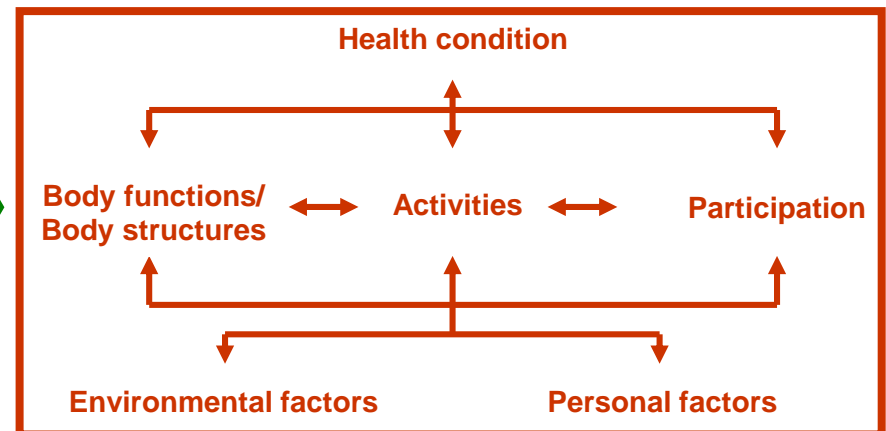 Health condition
Body functions/
Body structures
Activities
Participation
Environmental factors
Personal factors